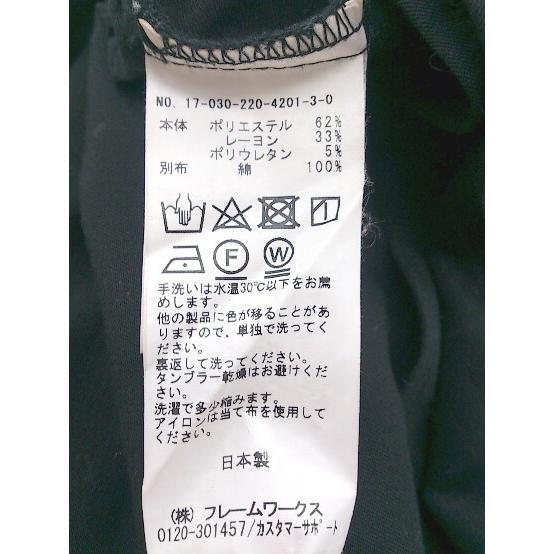 NO. 17-030-220-4201-3-0
本体 ポリエステル 62%
レーヨン 33%
ポリウレタン 5%
別布 綿 100%
F W
手洗いは水温30℃以下をお薦
めします。
他の製品に色が移ることがあ
りますので、単独で洗ってく
ださい。
裏返して洗ってください。
タンブラー乾燥はお避けくだ
さい。
洗濯で多少縮みます。
アイロンは当て布を使用して
ください。
日本製
(株) フレームワークス
0120-301457/カスタマーサポート